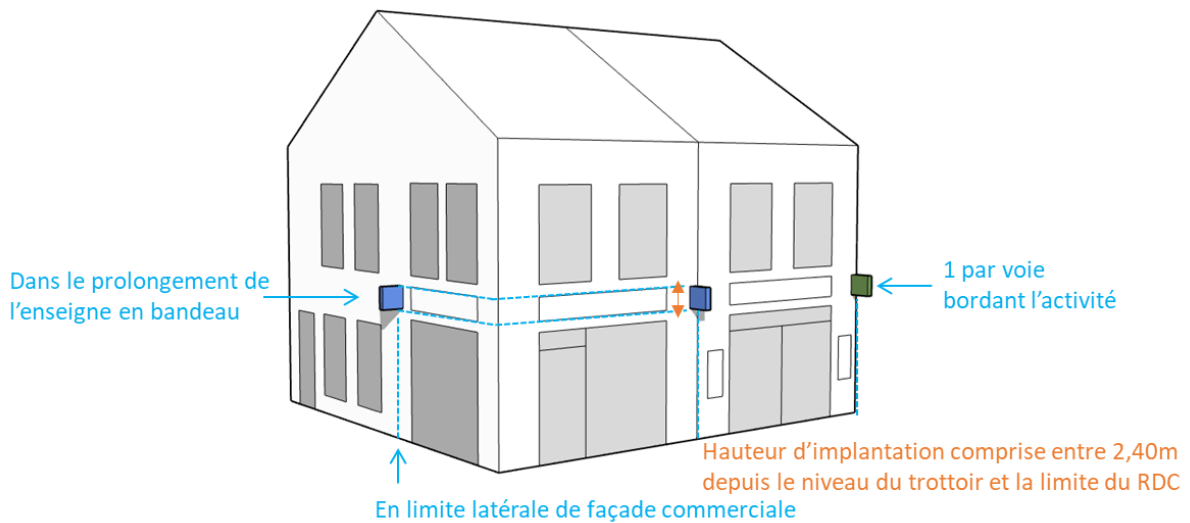 Dans le prolongement de
l’enseigne en bandeau
1 par voie
bordant l’activité
Hauteur d’implantation comprise entre 2,40m
depuis le niveau du trottoir et la limite du RDC
En limite latérale de façade commerciale